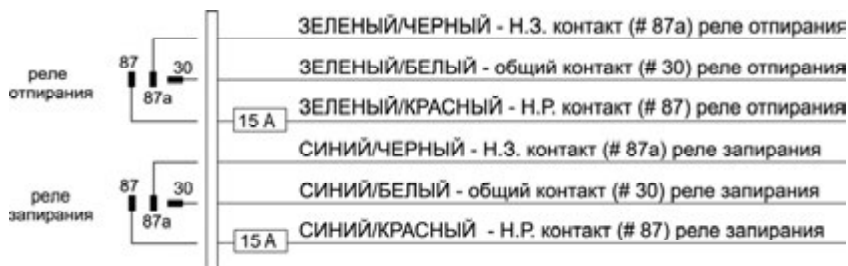 ЗЕЛЕНЫЙ/ЧЕРНЫЙ - Н.З. контакт (# 87а) реле отпирания
87
30
ЗЕЛЕНЫЙ/БЕЛЫЙ - общий контакт (# 30) реле отпирания
реле
отпирания
87а
ЗЕЛЕНЫЙ/КРАСНЫЙ - Н.Р. контакт (# 87) реле отпирания
15 А
СИНИЙ/ЧЕРНЫЙ - Н.З. контакт (# 87а) реле запирания
87
30
СИНИЙ/БЕЛЫЙ - общий контакт (# 30) реле запирания
реле
запирания
87а
СИНИЙ/КРАСНЫЙ - Н.Р. контакт (# 87) реле запирания
15 А